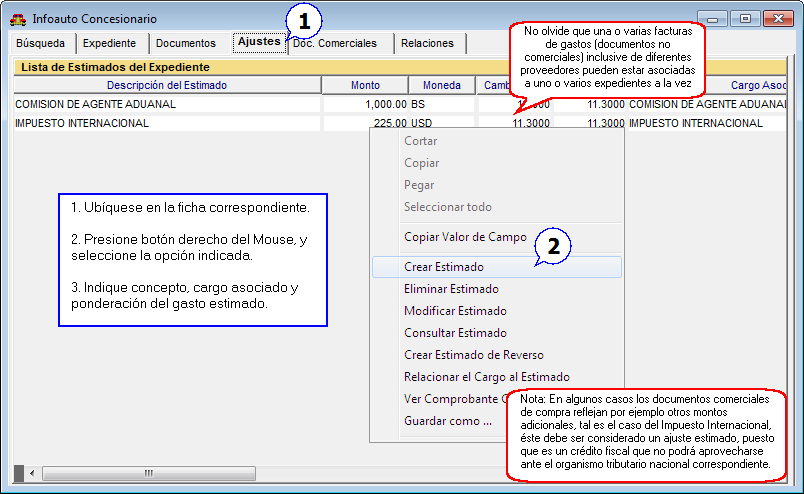 Infoauto Concesionario
Búsqueda
Expediente
Documentos
Ajustes
Doc. Comerciales
Relaciones
1
No olvide que una o varias facturas
de gastos (documentos no
comerciales) inclusive de diferentes
proveedores pueden estar asociadas
a uno o varios expedientes a la vez
Lista de Estimados del Expediente
Descripción del Estimado Monto Moneda Cargo Asoc
COMISION DE AGENTE ADUANAL 1,000.00 BS 11.3000 COMISION DE AGENTE ADUANAL
IMPUESTO INTERNACIONAL 225.00 USD 11.3000 11.3000 IMPUESTO INTERNACIONAL
1. Ubíquese en la ficha correspondiente.
2. Presione botón derecho del Mouse, y
seleccione la opción indicada.
3. Indique concepto, cargo asociado y
ponderación del gasto estimado.
Cortar
Copiar
Pegar
Seleccionar todo
Copiar Valor de Campo
2
Crear Estimado
Eliminar Estimado
Modificar Estimado
Consultar Estimado
Crear Estimado de Reverso
Relacionar el Cargo al Estimado
Ver Comprobante
Guardar como ...
Nota: En algunos casos los documentos comerciales
de compra reflejan por ejemplo otros montos
adicionales, tal es el caso del Impuesto Internacional,
éste debe ser considerado un ajuste estimado, puesto
que es un crédito fiscal que no podrá aprovecharse
ante el organismo tributario nacional correspondiente.